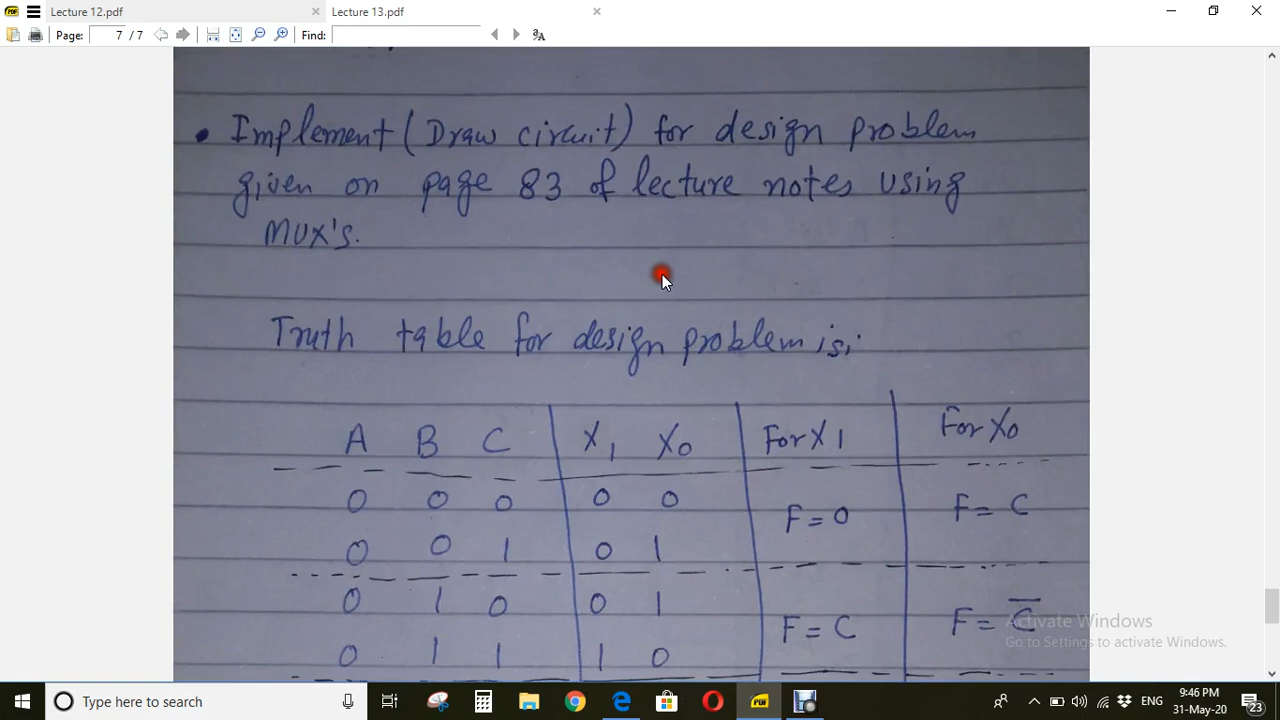 Lecture 12.pdf
Lecture 13.pdf
Page: 7 / 7 Find:
• Implement (Draw circuit) for design problem
given on page 83 of lecture notes using
MUX's.
Truth table for design problem is:
A B C X1 X0 For X1 For X0
0 0 0 0 0 F = 0 F = C
0 0 1 0 1
0 1 0 0 1 F = C F = C̅
0 1 1 1 0
Activate Windows
Go to Settings to activate Windows.
Type here to search
ENG
9:46 PM
31-May-20
23